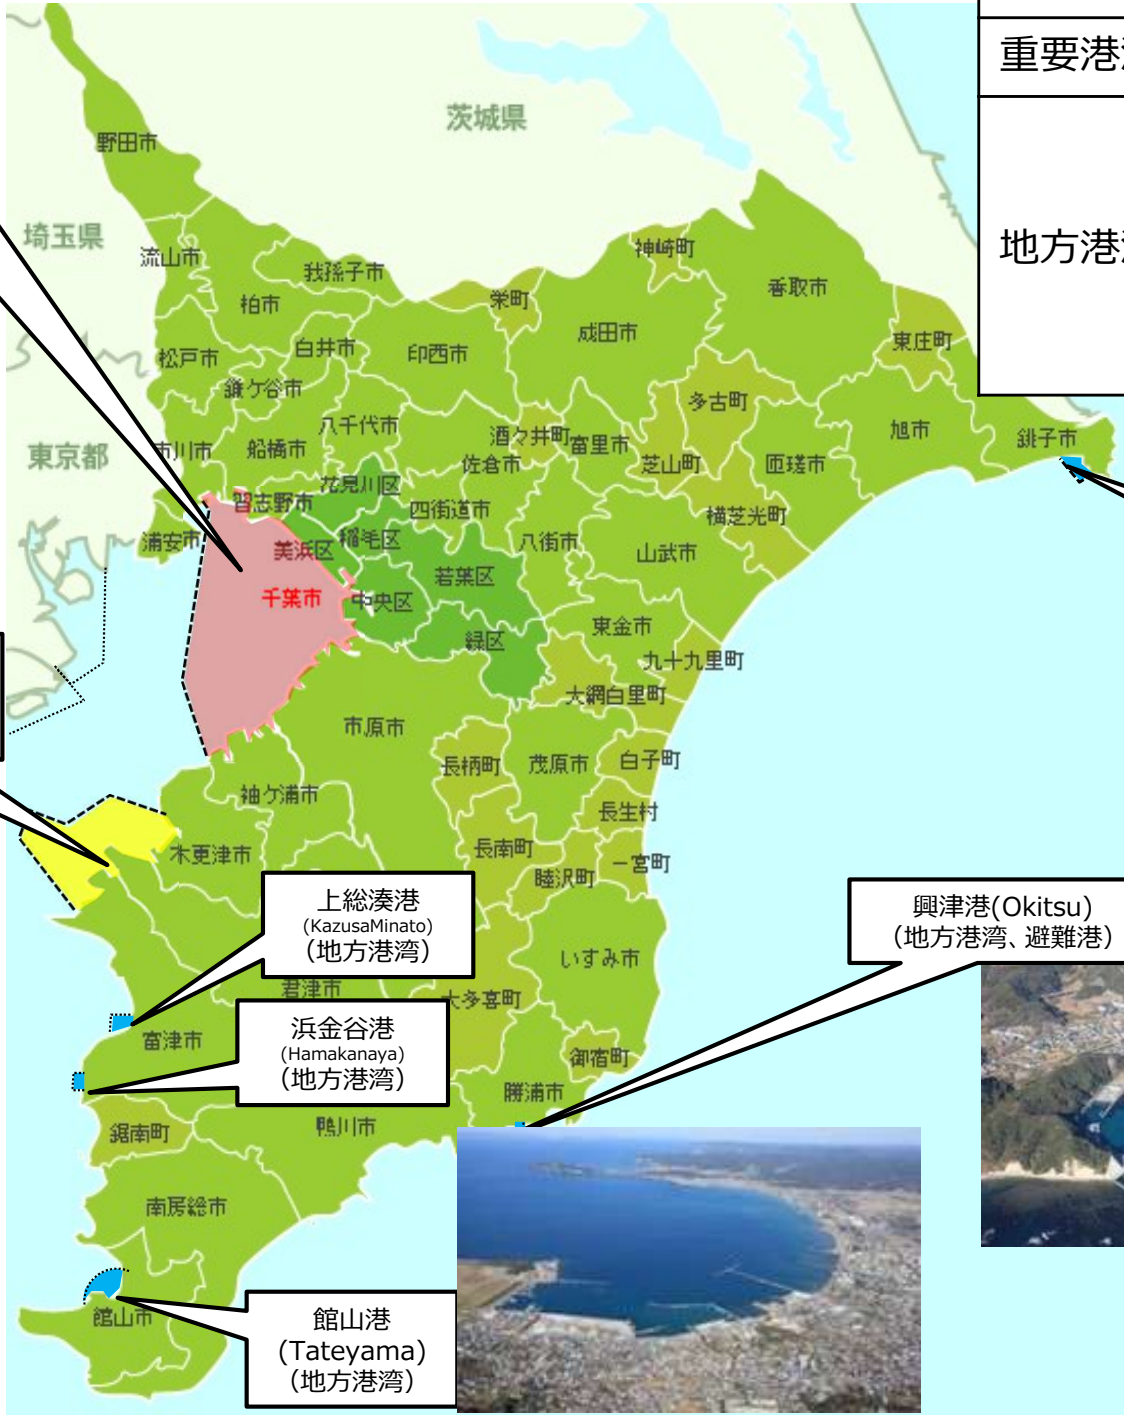 重要港湾
地方港湾
茨城県
野田市
埼玉県
流山市
我孫子市
神崎町
香取市
柏市
栄町
成田市
東庄町
松戸市
白井市
印西市
鎌ケ谷市
多古町
市川市
船橋市
八千代市
酒々井町
富里市
旭市
銚子市
東京都
佐倉市
芝山町
匝瑳市
花見川区
習志野市
四街道市
横芝光町
浦安市
美浜区
稲毛区
八街市
山武市
若葉区
千葉市
中央区
緑区
東金市
九十九里町
大網白里町
市原市
長柄町
茂原市
白子町
袖ケ浦市
長生村
木更津市
長南町
睦沢町
一宮町
上総湊港
(KazusaMinato)
(地方港湾)
興津港(Okitsu)
(地方港湾、避難港)
いすみ市
君津市
大多喜町
浜金谷港
(Hamakanaya)
(地方港湾)
富津市
御宿町
勝浦市
鋸南町
鴨川市
南房総市
館山市
館山港
(Tateyama)
(地方港湾)